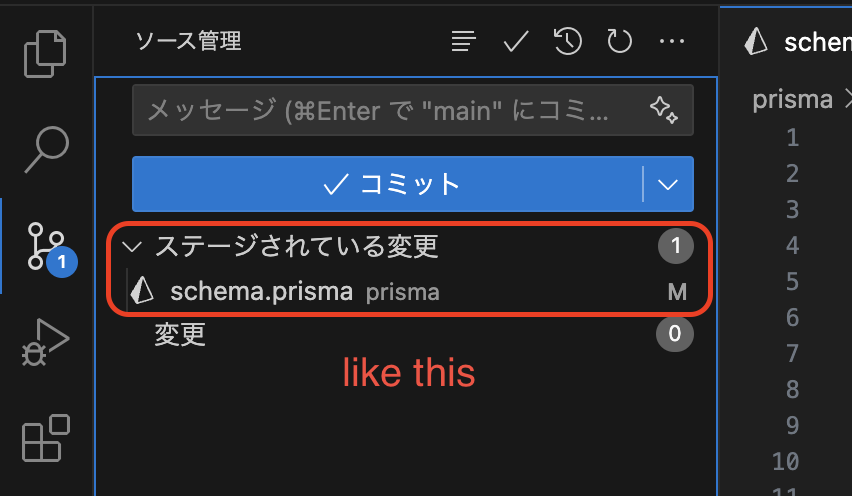 ソース管理
メッセージ (⌘Enter で "main" にコミ...
コミット
1
ステージされている変更 1
schema.prisma prisma M
変更 0
like this
schem
prisma
1
2
3
4
5
6
7
8
9
10
11